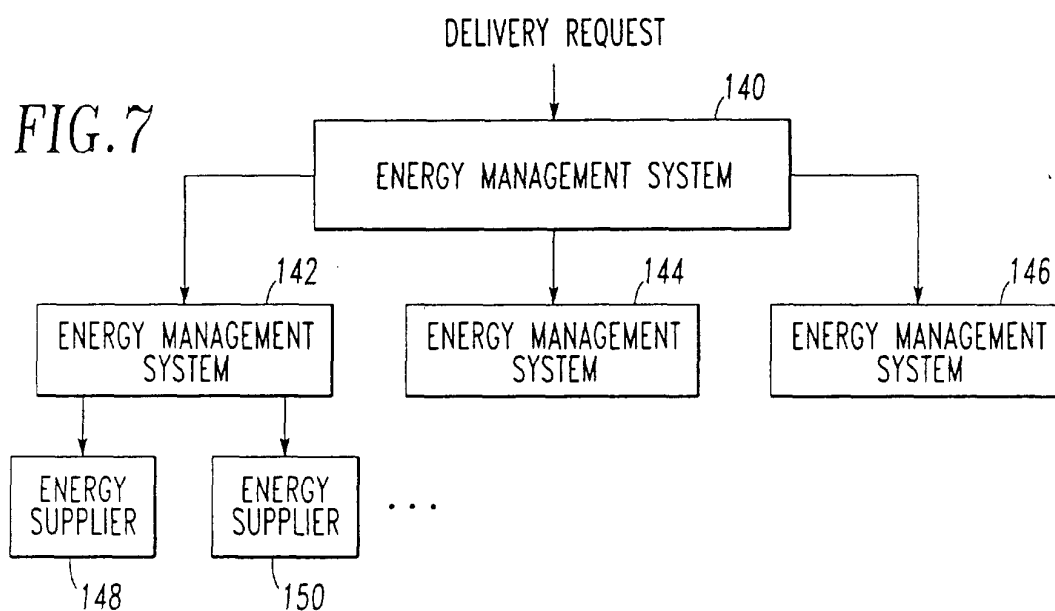 DELIVERY REQUEST
FIG. 7
140
ENERGY MANAGEMENT SYSTEM
142
144
146
ENERGY MANAGEMENT
SYSTEM
ENERGY MANAGEMENT
SYSTEM
ENERGY MANAGEMENT
SYSTEM
ENERGY
SUPPLIER
ENERGY
SUPPLIER
...
148
150